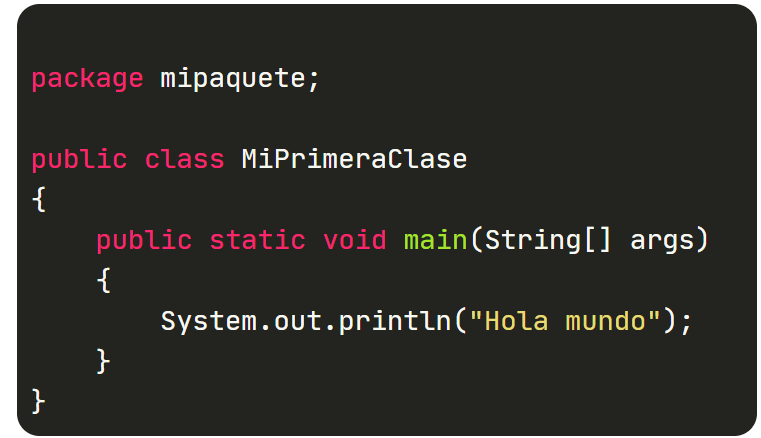 package mipaquete;

public class MiPrimeraClase
{
    public static void main(String[] args)
    {
        System.out.println("Hola mundo");
    }
}